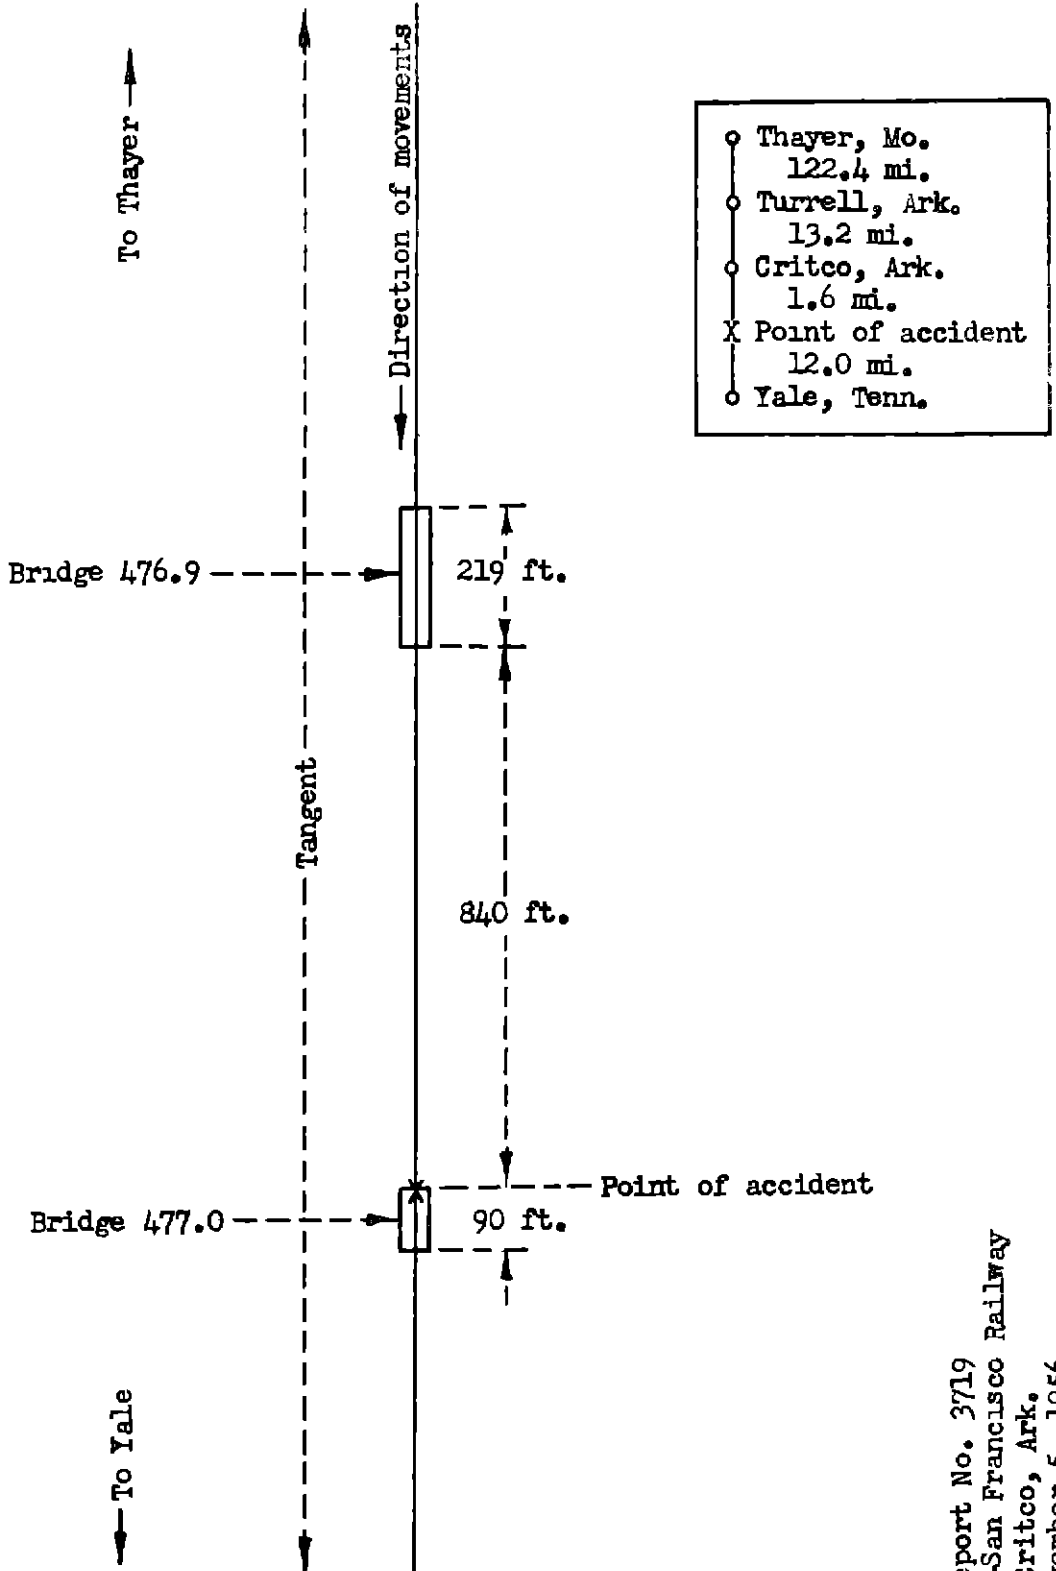 To Thayer
Direction of movements
Thayer, Mo.
122.4 mi.
Turrell, Ark.
13.2 mi.
Critco, Ark.
1.6 mi.
X Point of accident
12.0 mi.
Yale, Tenn.
Bridge 476.9
219 ft.
Tangent
840 ft.
Point of accident
Bridge 477.0
90 ft.
To Yale
port No. 3719
San Francisco Railway
Critco, Ark.